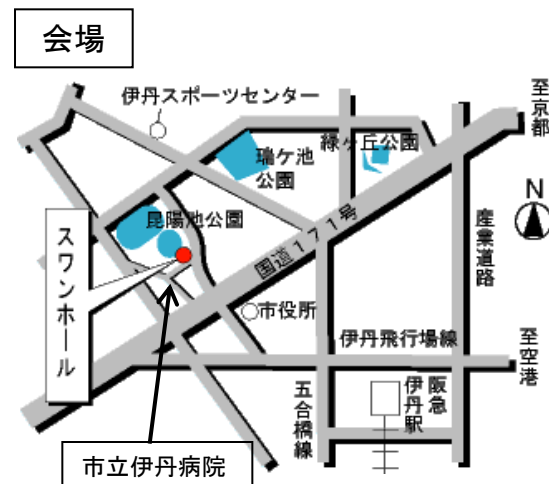 会場
伊丹スポーツセンター
至京都
瑞ケ池
公園
緑ヶ丘公園
昆陽池公園
国道171号
N
産業道路
スワンホール
市役所
伊丹飛行場線
至空港
五合橋線
阪急
伊丹駅
市立伊丹病院